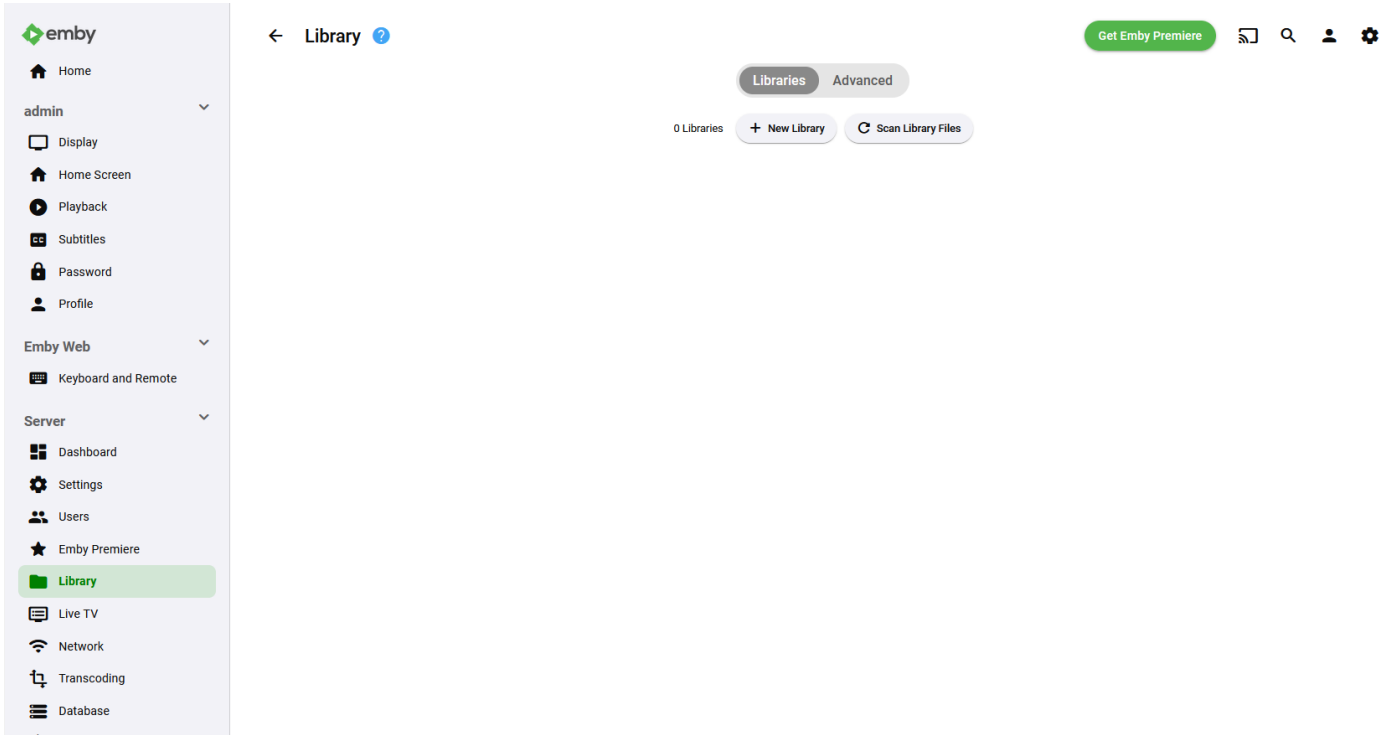 emby
Home
admin
Display
Home Screen
Playback
CC Subtitles
Password
Profile
Emby Web
Keyboard and Remote
Server
Dashboard
Settings
Users
Emby Premiere
Library
Live TV
Network
Transcoding
Database
Library ?
Get Emby Premiere
Libraries Advanced
0 Libraries + New Library Scan Library Files